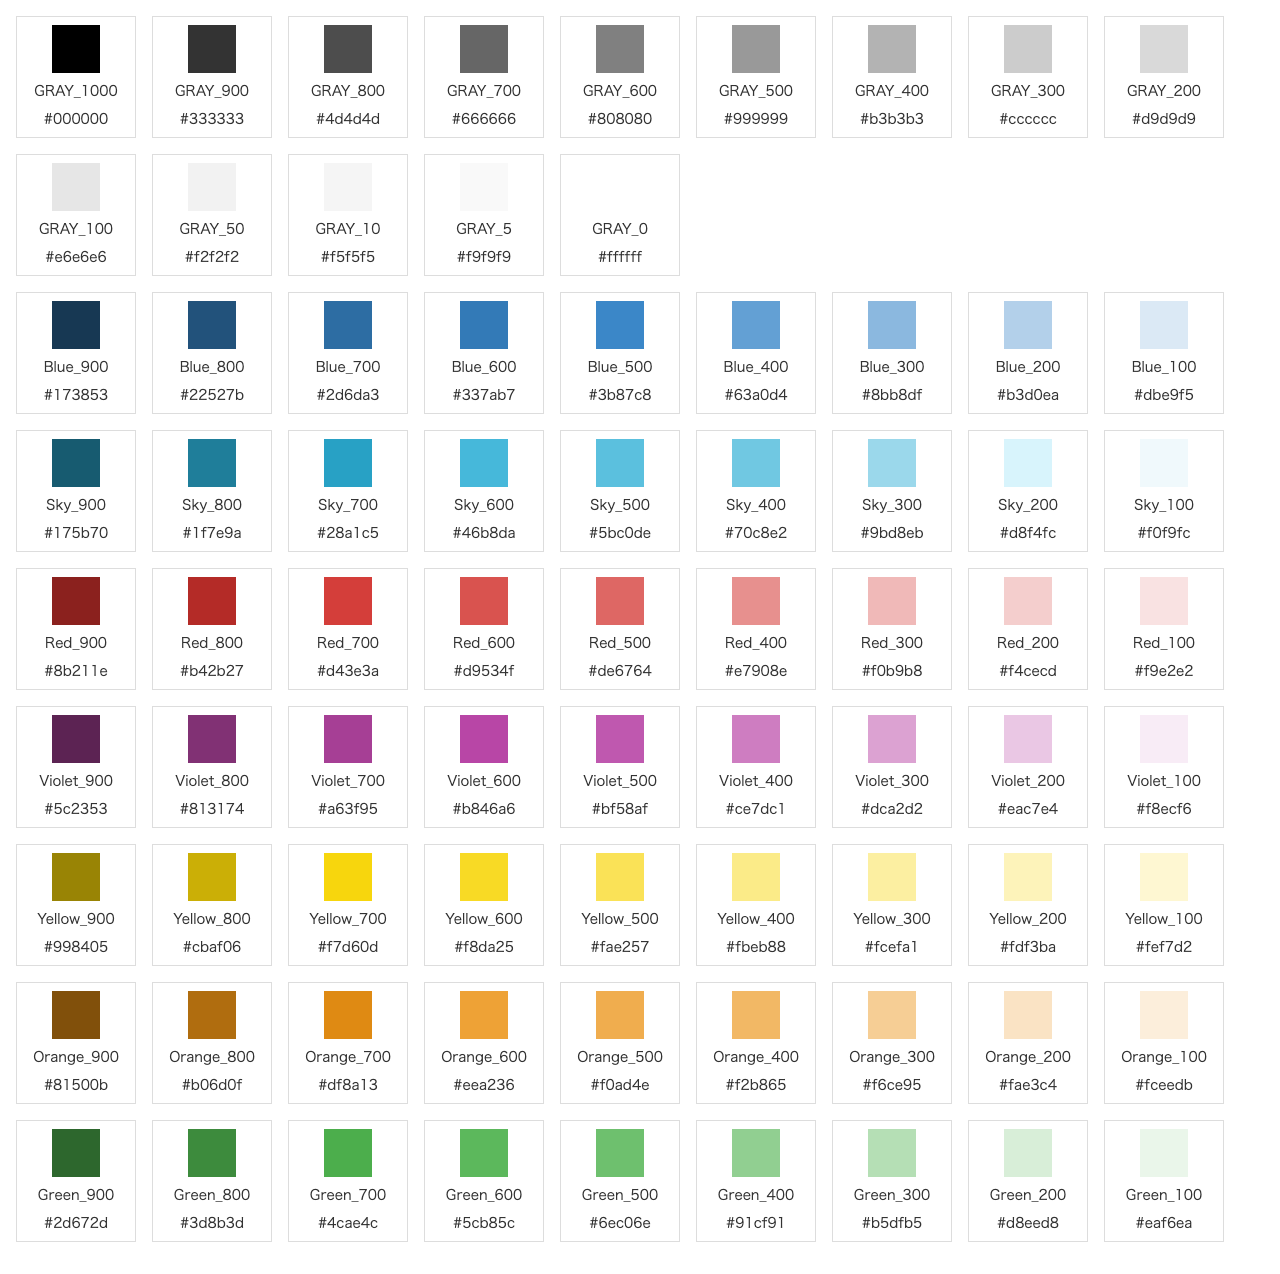 GRAY_1000 GRAY_900 GRAY_800 GRAY_700 GRAY_600 GRAY_500 GRAY_400 GRAY_300 GRAY_200
#000000 #333333 #4d4d4d #666666 #808080 #999999 #b3b3b3 #cccccc #d9d9d9
GRAY_100 GRAY_50 GRAY_10 GRAY_5 GRAY_0
#e6e6e6 #f2f2f2 #f5f5f5 #f9f9f9 #ffffff
Blue_900 Blue_800 Blue_700 Blue_600 Blue_500 Blue_400 Blue_300 Blue_200 Blue_100
#173853 #22527b #2d6da3 #337ab7 #3b87c8 #63a0d4 #8bb8df #b3d0ea #dbe9f5
Sky_900 Sky_800 Sky_700 Sky_600 Sky_500 Sky_400 Sky_300 Sky_200 Sky_100
#175b70 #1f7e9a #28a1c5 #46b8da #5bc0de #70c8e2 #9bd8eb #d8f4fc #f0f9fc
Red_900 Red_800 Red_700 Red_600 Red_500 Red_400 Red_300 Red_200 Red_100
#8b211e #b42b27 #d43e3a #d9534f #de6764 #e7908e #f0b9b8 #f4cecd #f9e2e2
Violet_900 Violet_800 Violet_700 Violet_600 Violet_500 Violet_400 Violet_300 Violet_200 Violet_100
#5c2353 #813174 #a63f95 #b846a6 #bf58af #ce7dc1 #dca2d2 #eac7e4 #f8ecf6
Yellow_900 Yellow_800 Yellow_700 Yellow_600 Yellow_500 Yellow_400 Yellow_300 Yellow_200 Yellow_100
#998405 #cbaf06 #f7d60d #f8da25 #fae257 #fbeb88 #fcefa1 #fdf3ba #fef7d2
Orange_900 Orange_800 Orange_700 Orange_600 Orange_500 Orange_400 Orange_300 Orange_200 Orange_100
#81500b #b06d0f #df8a13 #eea236 #f0ad4e #f2b865 #f6ce95 #fae3c4 #fceedb
Green_900 Green_800 Green_700 Green_600 Green_500 Green_400 Green_300 Green_200 Green_100
#2d672d #3d8b3d #4cae4c #5cb85c #6ec06e #91cf91 #b5dfb5 #d8eed8 #eaf6ea